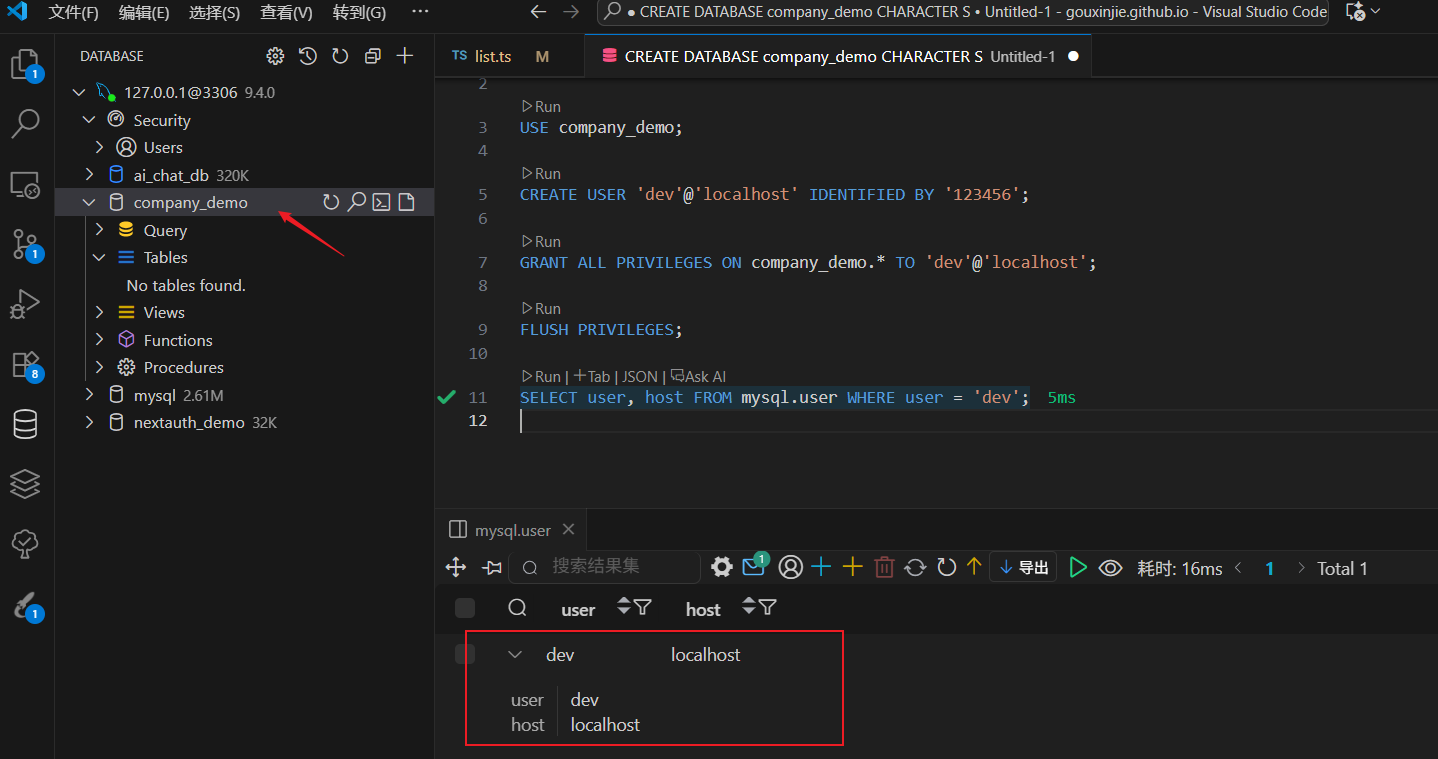 文件(F) 编辑(E) 选择(S) 查看(V) 转到(G) ··· ● CREATE DATABASE company_demo CHARACTER S • Untitled-1 - gouxinjie.github.io - Visual Studio Code
DATABASE
TS list.ts M
CREATE DATABASE company_demo CHARACTER S Untitled-1 ●
1
127.0.0.1@3306 9.4.0
Security
Users
ai_chat_db 320K
company_demo
Query
Tables
No tables found.
Views
Functions
Procedures
mysql 2.61M
nextauth_demo 32K
1
8
1
2
Run
3 USE company_demo;
4
Run
5 CREATE USER 'dev'@'localhost' IDENTIFIED BY '123456';
6
Run
7 GRANT ALL PRIVILEGES ON company_demo.* TO 'dev'@'localhost';
8
Run
9 FLUSH PRIVILEGES;
10
Run | +Tab | JSON | Ask AI
11 SELECT user, host FROM mysql.user WHERE user = 'dev'; 5ms
12
mysql.user
搜索结果集 1 导出 耗时: 16ms 1 Total 1
user host
dev localhost
user dev
host localhost